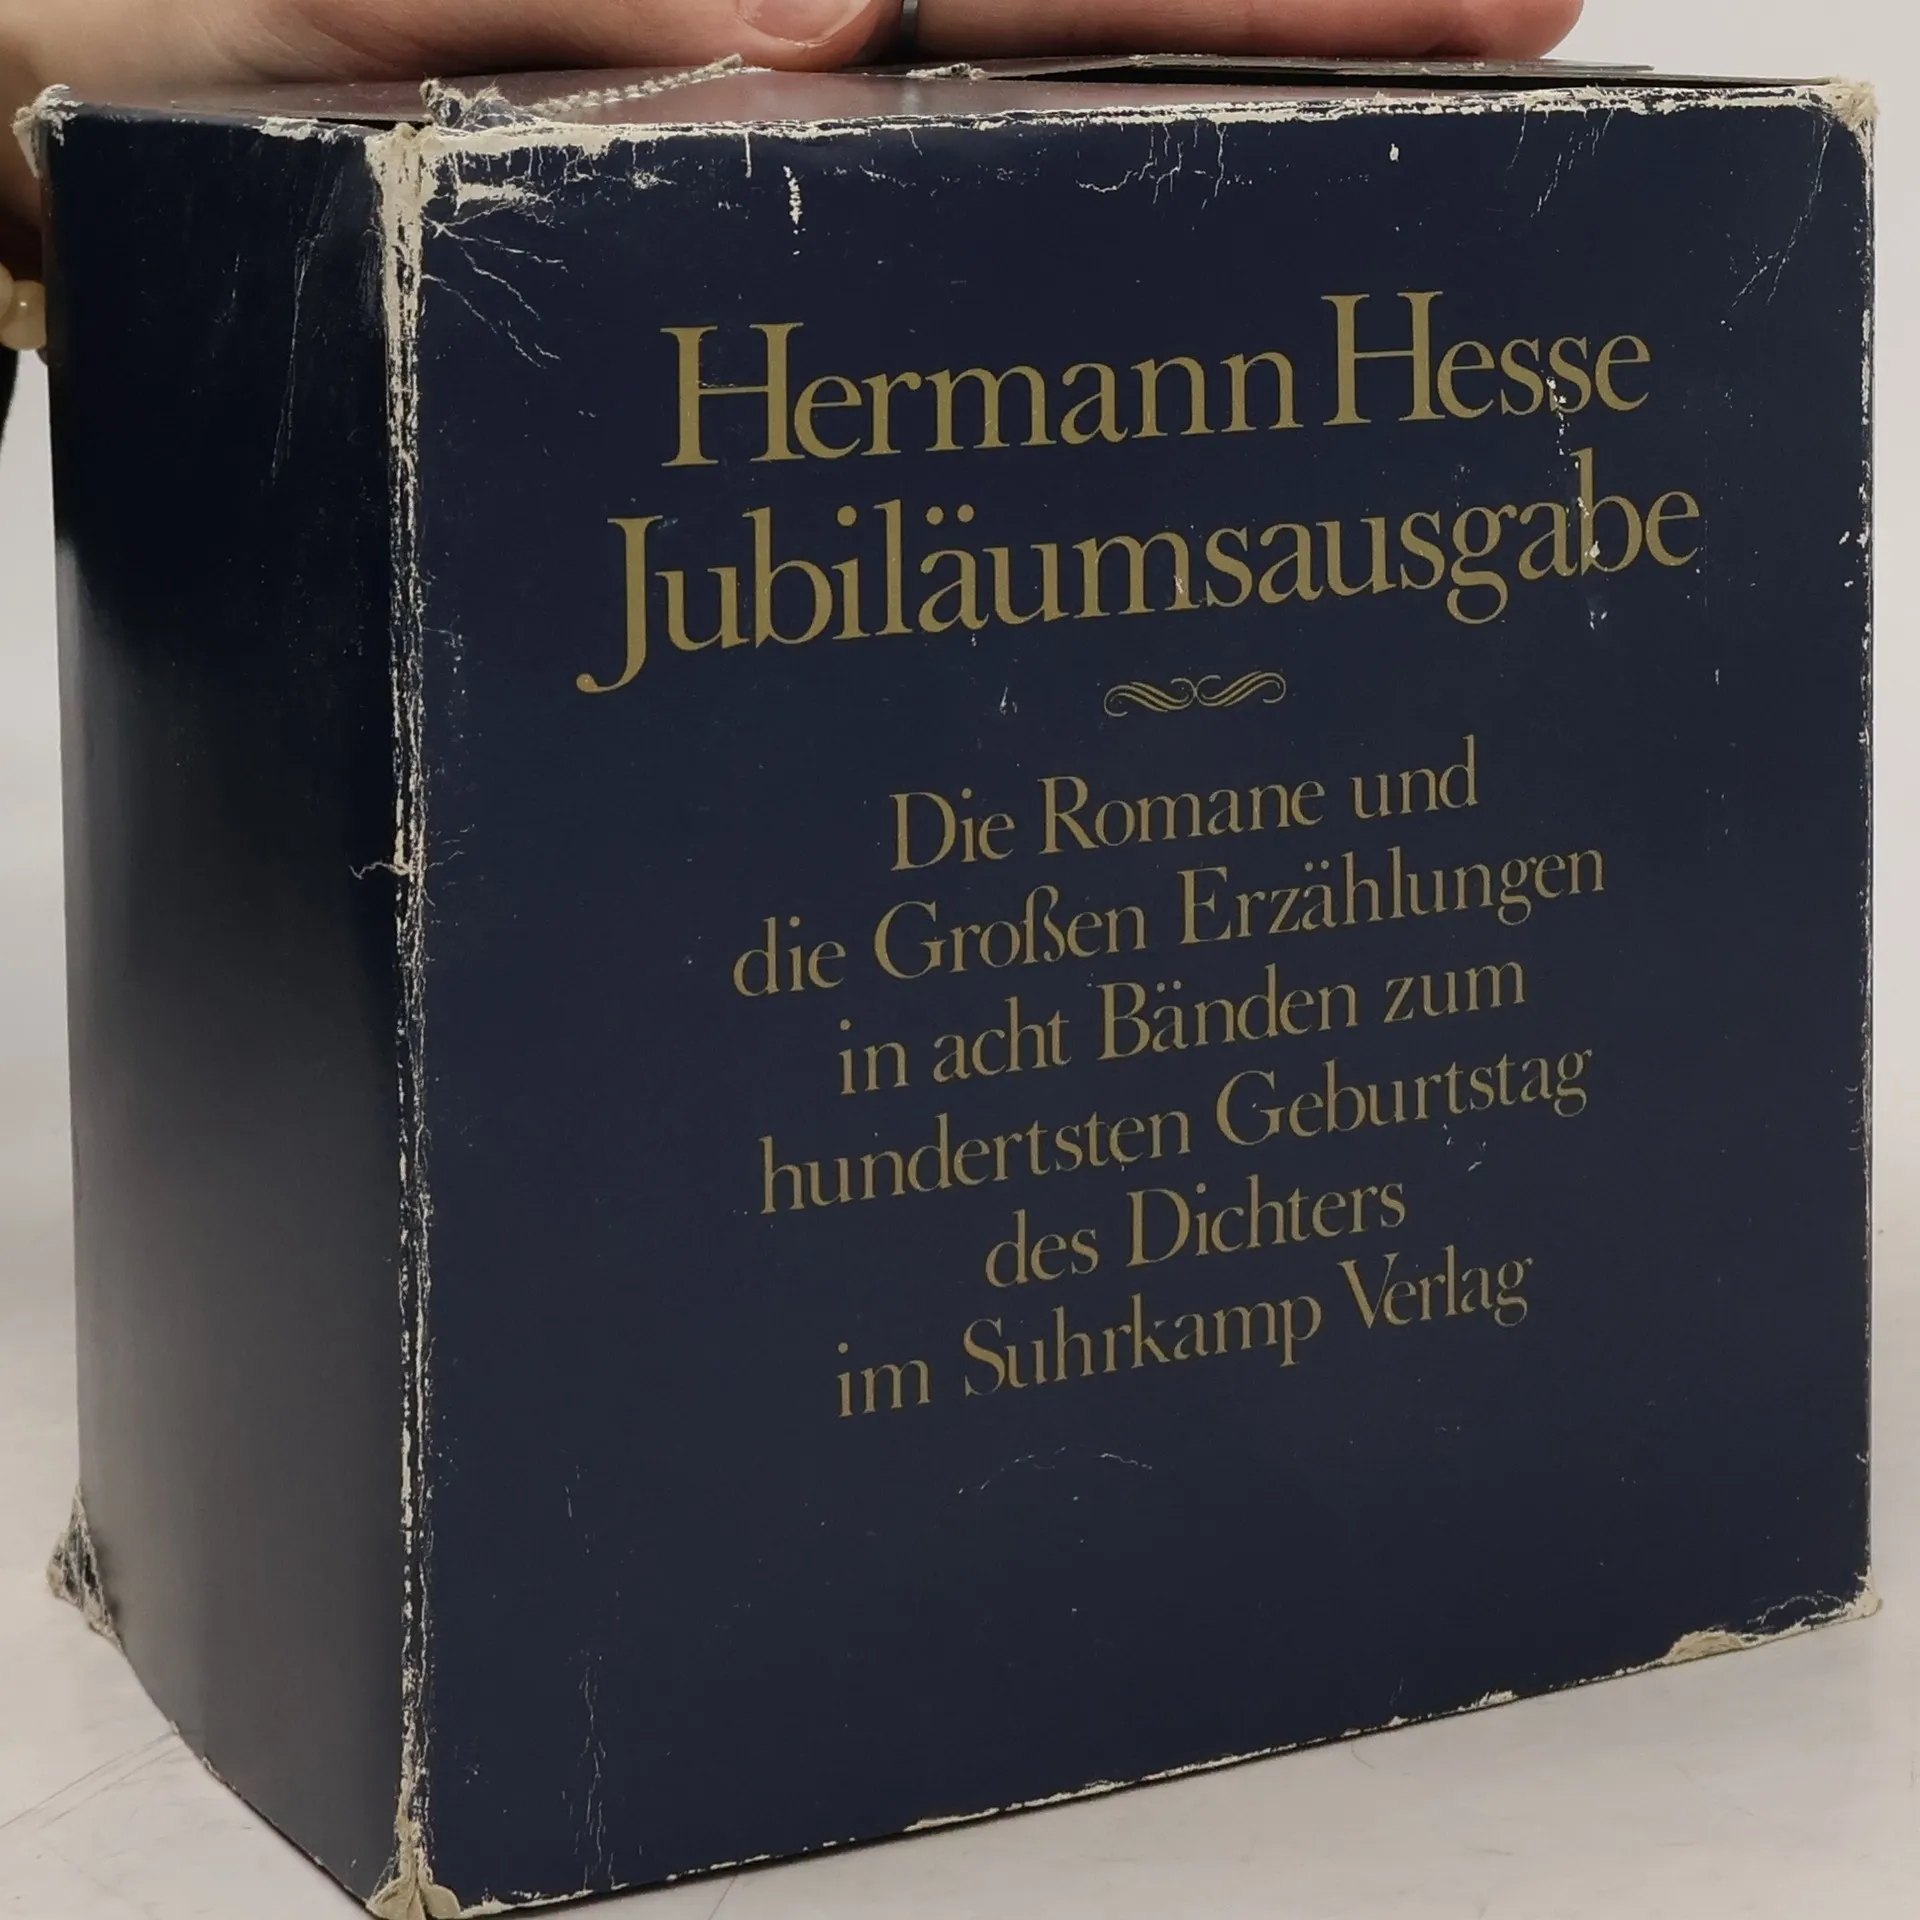 Hermann Hesse
Jubiläumsausgabe
Die Romane und
die Großen Erzählungen
in acht Bänden zum
hundertsten Geburtstag
des Dichters
im Suhrkamp Verlag